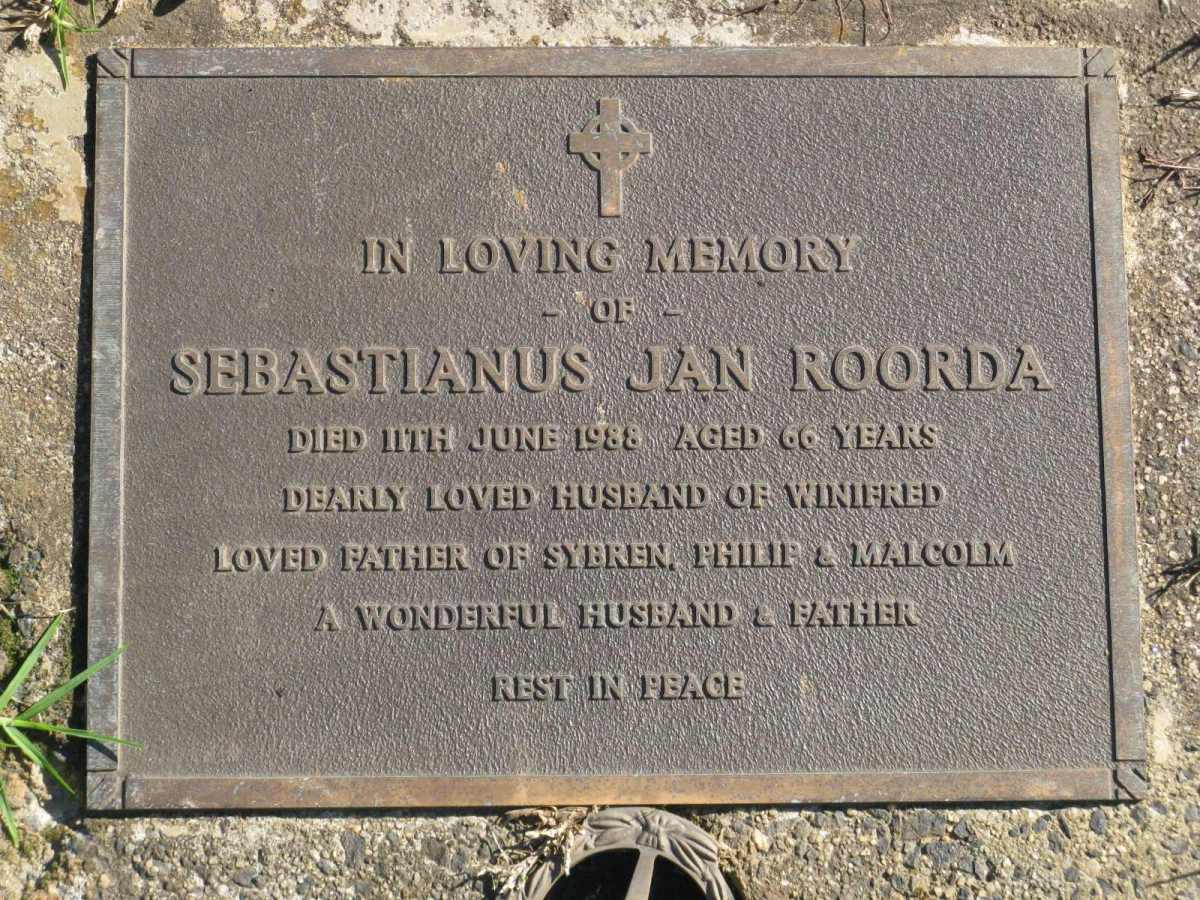 IN LOVING MEMORY
- OF -
SEBASTIANUS JAN ROORDA
DIED 11TH JUNE 1988 AGED 66 YEARS
DEARLY LOVED HUSBAND OF WINIFRED
LOVED FATHER OF SYBREN, PHILIP & MALCOLM
A WONDERFUL HUSBAND & FATHER
REST IN PEACE